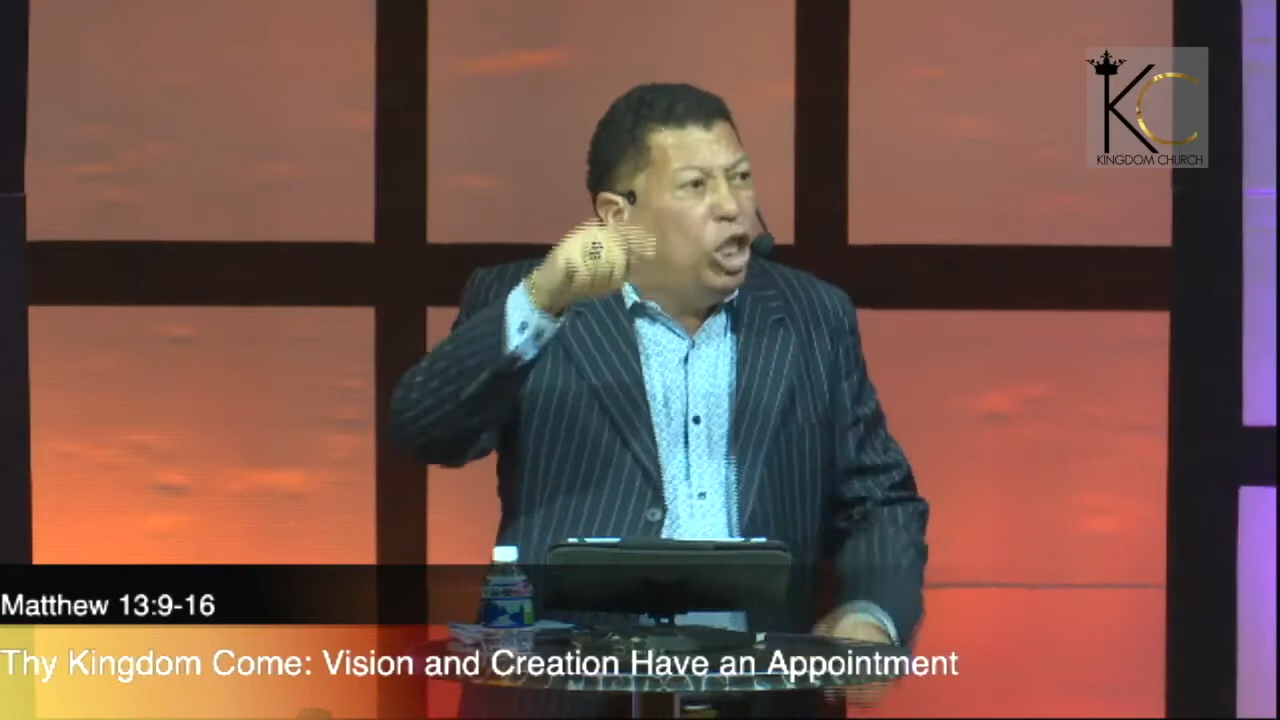 KC
KINGDOM CHURCH
Matthew 13:9-16
Thy Kingdom Come: Vision and Creation Have an Appointment